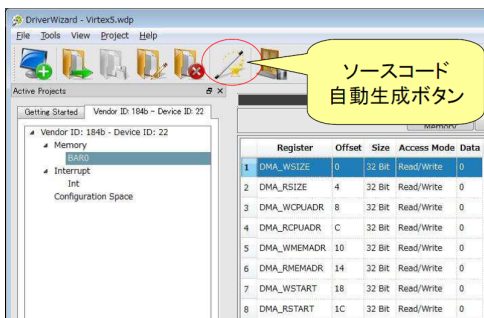 DriverWizard - Virtex5.wdp
File Tools View Project Help
ソースコード
自動生成ボタン
Active Projects
Getting Started Vendor ID: 184b - Device ID: 22
Vendor ID: 184b - Device ID: 22
Memory
BAR0
Interrupt
Int
Configuration Space
Memory
Register Offset Size Access Mode Data
1 DMA_WSIZE 0 32 Bit Read/Write 0
2 DMA_RSIZE 4 32 Bit Read/Write 0
3 DMA_WCPUADR 8 32 Bit Read/Write 0
4 DMA_RCPUADR C 32 Bit Read/Write 0
5 DMA_WMEMADR 10 32 Bit Read/Write 0
6 DMA_RMEMADR 14 32 Bit Read/Write 0
7 DMA_WSTART 18 32 Bit Read/Write 0
8 DMA_RSTART 1C 32 Bit Read/Write 0